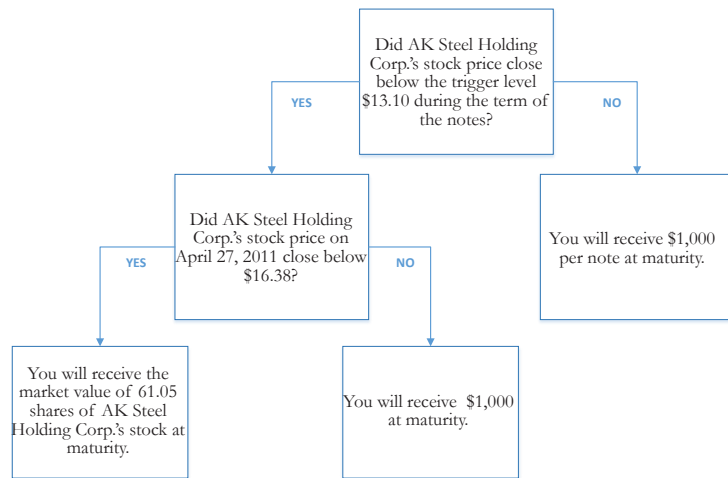 Did AK Steel Holding
Corp.'s stock price close
below the trigger level
$13.10 during the term of
the notes?
YES
NO
Did AK Steel Holding
Corp.'s stock price on
April 27, 2011 close below
$16.38?
You will receive $1,000
per note at maturity.
YES
NO
You will receive the
market value of 61.05
shares of AK Steel
Holding Corp.'s stock at
maturity.
You will receive $1,000
at maturity.